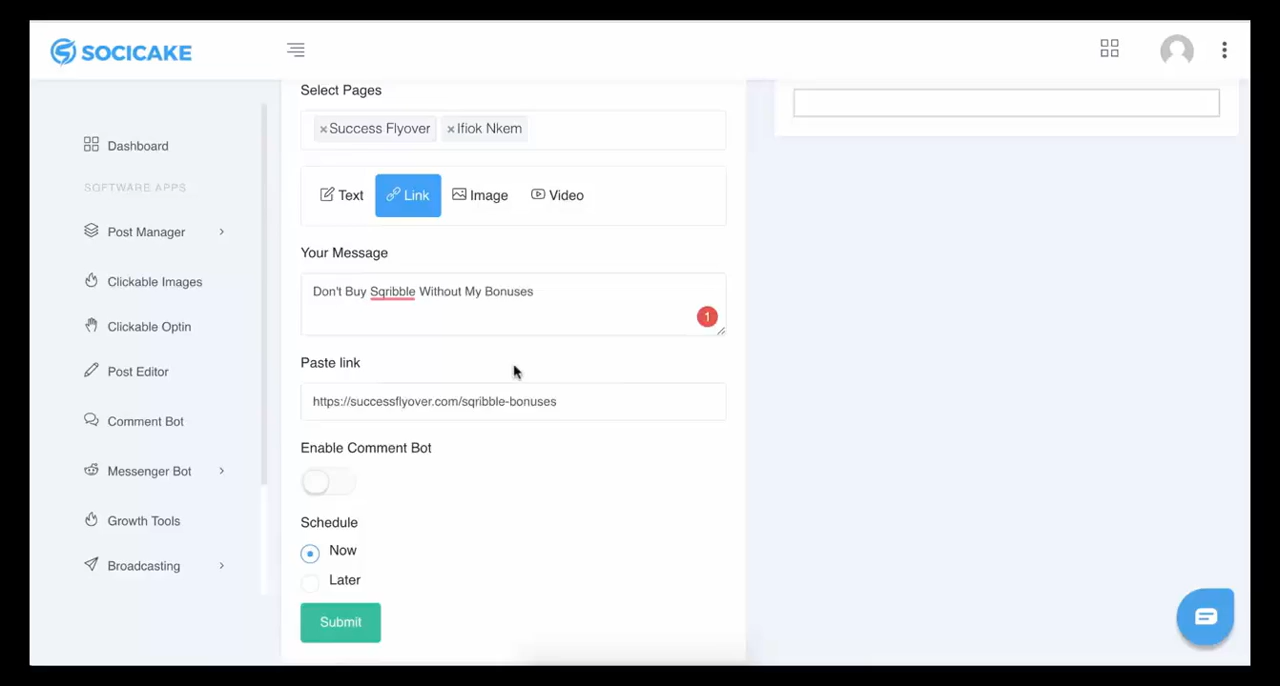 SOCICAKE
Dashboard
SOFTWARE APPS
Post Manager
Clickable Images
Clickable Optin
Post Editor
Comment Bot
Messenger Bot
Growth Tools
Broadcasting
Select Pages
×Success Flyover ×Ifiok Nkem
Text Link Image Video
Your Message
Don't Buy Sqribble Without My Bonuses
1
Paste link
https://successflyover.com/sqribble-bonuses
Enable Comment Bot
Schedule
Now
Later
Submit